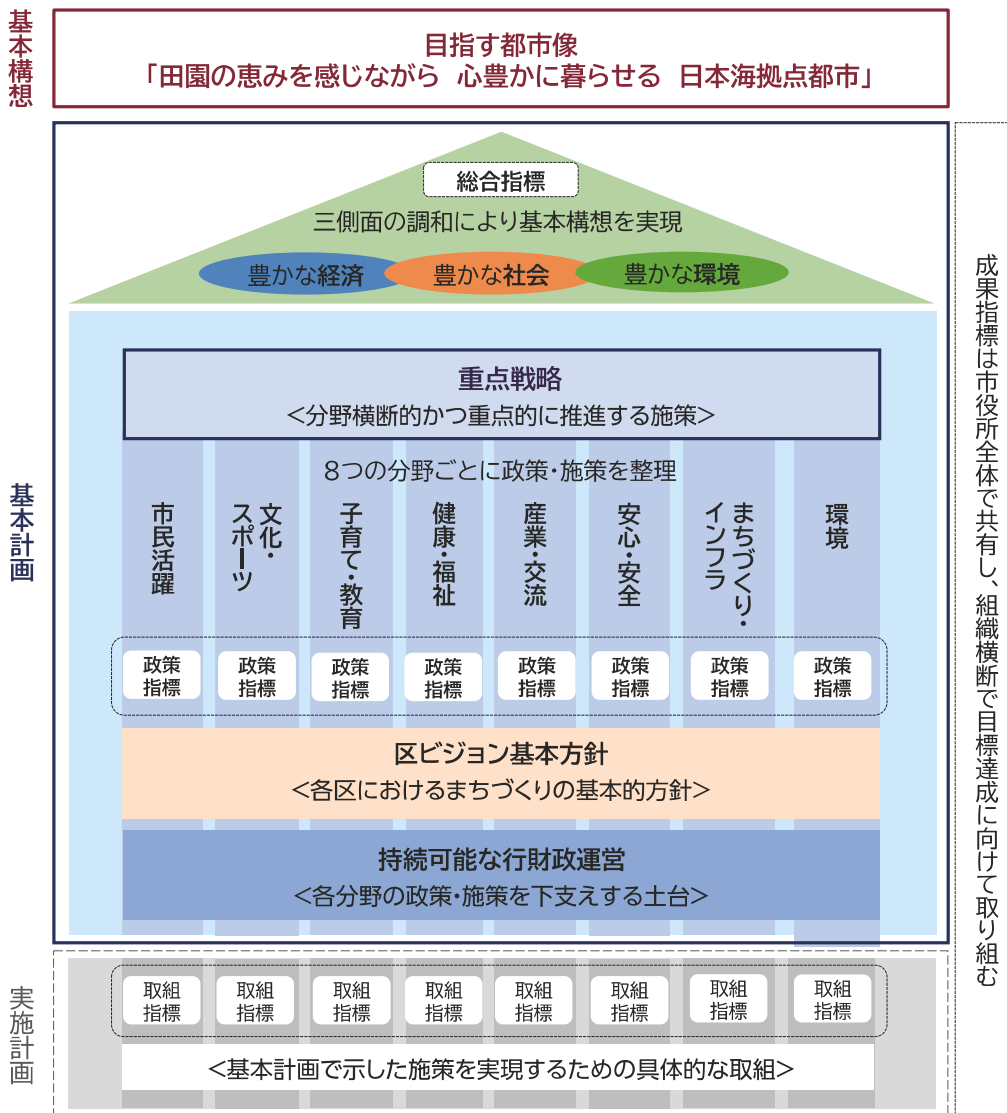 基本構想
目指す都市像
「田園の恵みを感じながら 心豊かに暮らせる 日本海拠点都市」
基本計画
総合指標
三側面の調和により基本構想を実現
豊かな経済
豊かな社会
豊かな環境
重点戦略
<分野横断的かつ重点的に推進する施策>
8つの分野ごとに政策・施策を整理
市民活躍
文化・
スポーツ
子育て・教育
健康・福祉
産業・交流
安心・安全
まちづくり・
インフラ
環境
政策
指標
政策
指標
政策
指標
政策
指標
政策
指標
政策
指標
政策
指標
政策
指標
区ビジョン基本方針
<各区におけるまちづくりの基本的方針>
持続可能な行財政運営
<各分野の政策・施策を下支えする土台>
実施計画
取組
指標
取組
指標
取組
指標
取組
指標
取組
指標
取組
指標
取組
指標
取組
指標
<基本計画で示した施策を実現するための具体的な取組>
成果指標は市役所全体で共有し、組織横断で目標達成に向けて取り組む